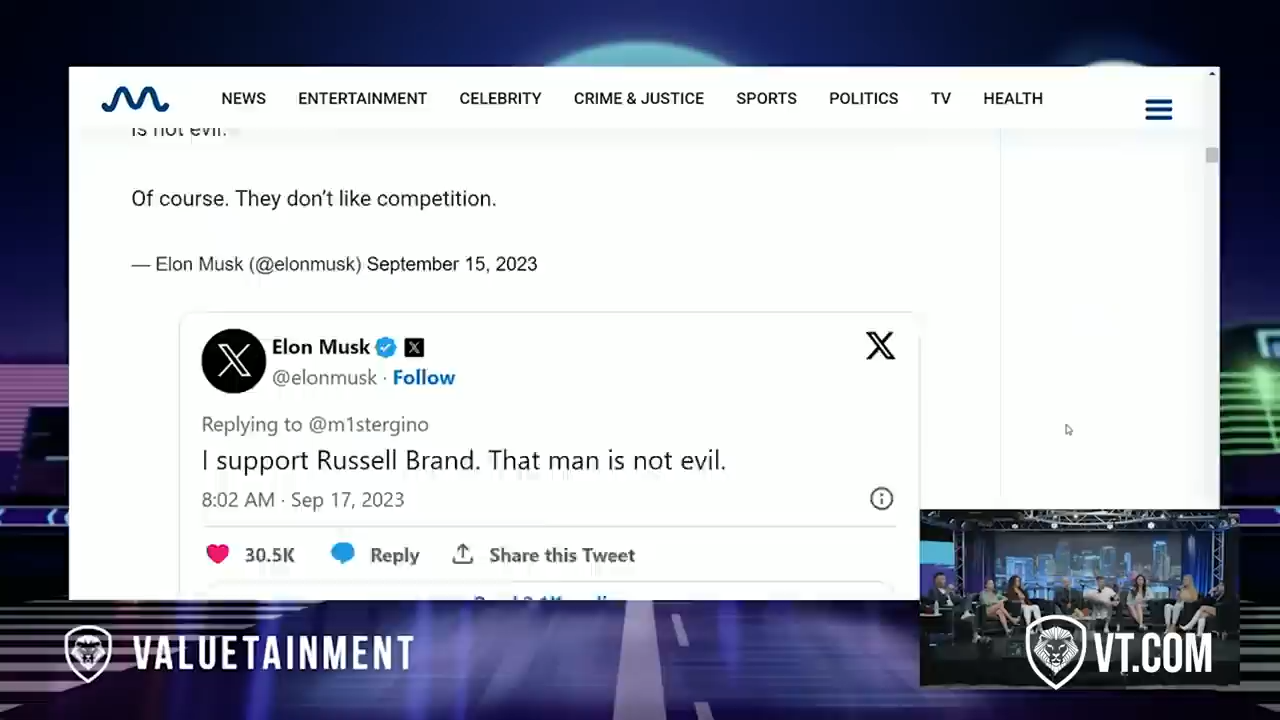 NEWS ENTERTAINMENT CELEBRITY CRIME & JUSTICE SPORTS POLITICS TV HEALTH
is not evil.
Of course. They don’t like competition.
— Elon Musk (@elonmusk) September 15, 2023
Elon Musk
@elonmusk · Follow
Replying to @m1stergino
I support Russell Brand. That man is not evil.
8:02 AM · Sep 17, 2023
30.5K Reply Share this Tweet
VALUETAINMENT
VT.COM